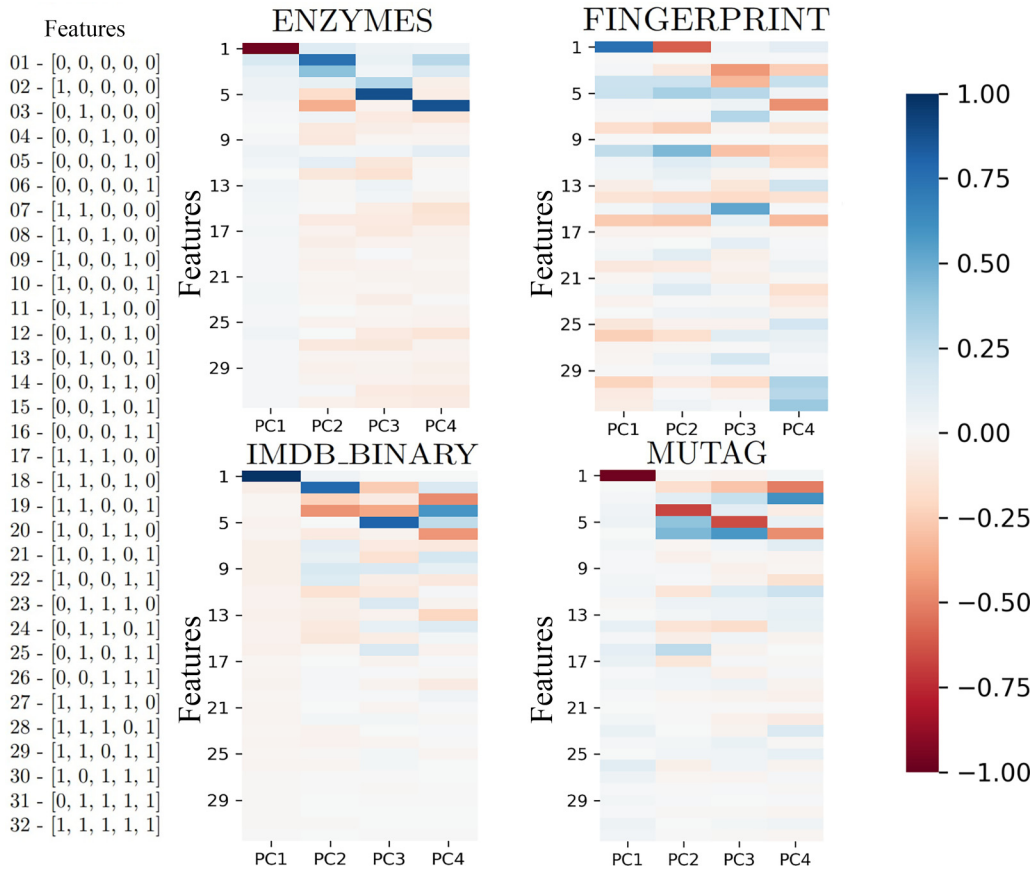 Features
01 - [0, 0, 0, 0, 0]
02 - [1, 0, 0, 0, 0]
03 - [0, 1, 0, 0, 0]
04 - [0, 0, 1, 0, 0]
05 - [0, 0, 0, 1, 0]
06 - [0, 0, 0, 0, 1]
07 - [1, 1, 0, 0, 0]
08 - [1, 0, 1, 0, 0]
09 - [1, 0, 0, 1, 0]
10 - [1, 0, 0, 0, 1]
11 - [0, 1, 1, 0, 0]
12 - [0, 1, 0, 1, 0]
13 - [0, 1, 0, 0, 1]
14 - [0, 0, 1, 1, 0]
15 - [0, 0, 1, 0, 1]
16 - [0, 0, 0, 1, 1]
17 - [1, 1, 1, 0, 0]
18 - [1, 1, 0, 1, 0]
19 - [1, 1, 0, 0, 1]
20 - [1, 0, 1, 1, 0]
21 - [1, 0, 1, 0, 1]
22 - [1, 0, 0, 1, 1]
23 - [0, 1, 1, 1, 0]
24 - [0, 1, 1, 0, 1]
25 - [0, 1, 0, 1, 1]
26 - [0, 0, 1, 1, 1]
27 - [1, 1, 1, 1, 0]
28 - [1, 1, 1, 0, 1]
29 - [1, 1, 0, 1, 1]
30 - [1, 0, 1, 1, 1]
31 - [0, 1, 1, 1, 1]
32 - [1, 1, 1, 1, 1]
ENZYMES
Features
1
5
9
13
17
21
25
29
PC1 PC2 PC3 PC4
FINGERPRINT
Features
1
5
9
13
17
21
25
29
PC1 PC2 PC3 PC4
IMDB_BINARY
Features
1
5
9
13
17
21
25
29
PC1 PC2 PC3 PC4
MUTAG
Features
1
5
9
13
17
21
25
29
PC1 PC2 PC3 PC4
1.00
0.75
0.50
0.25
0.00
−0.25
−0.50
−0.75
−1.00